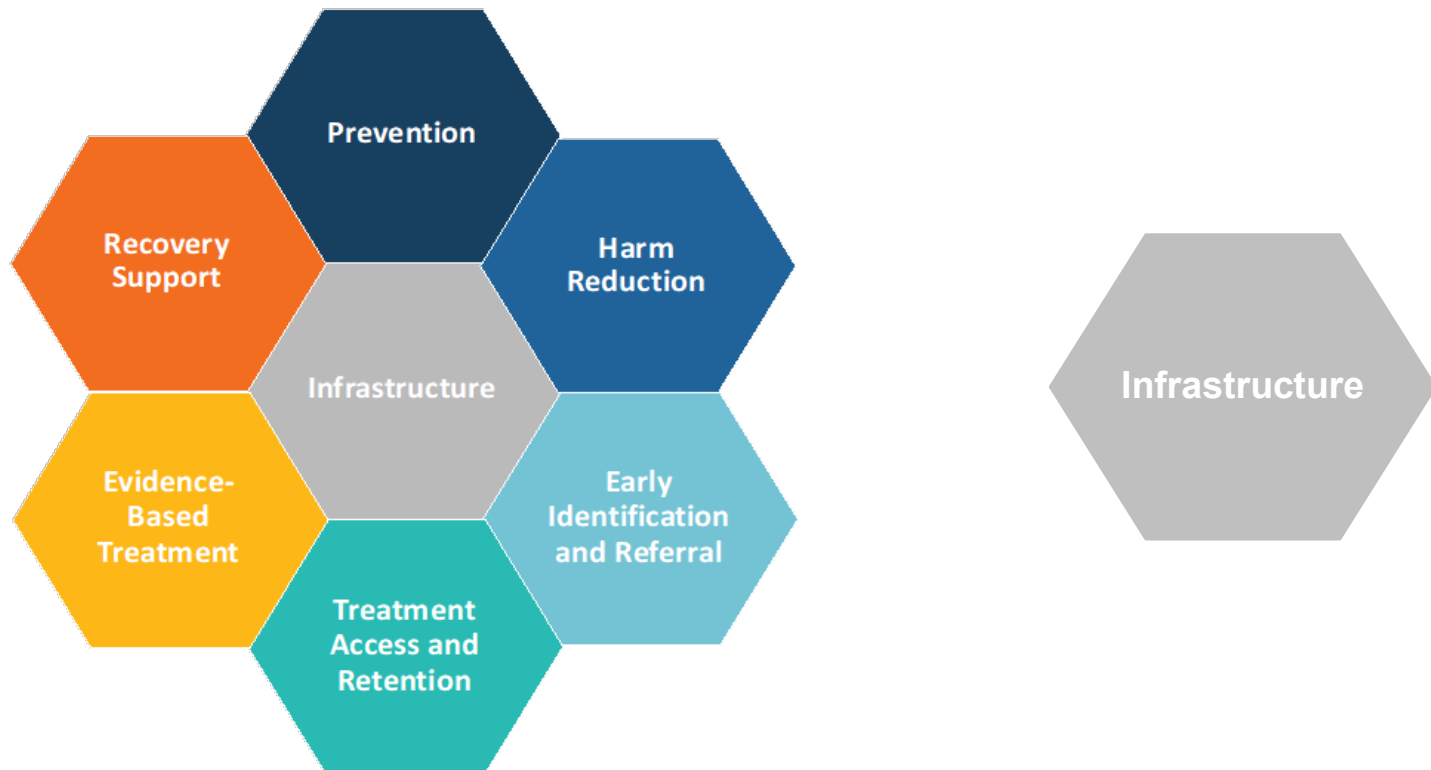 Prevention
Recovery
Support
Harm
Reduction
Infrastructure
Evidence-
Based
Treatment
Early
Identification
and Referral
Treatment
Access and
Retention
Infrastructure